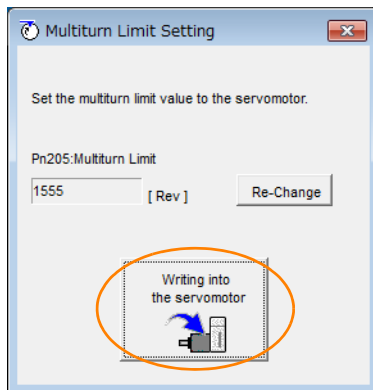 Multiturn Limit Setting
Set the multiturn limit value to the servomotor.
Pn205:Multiturn Limit
1555 [ Rev ] Re-Change
Writing into
the servomotor